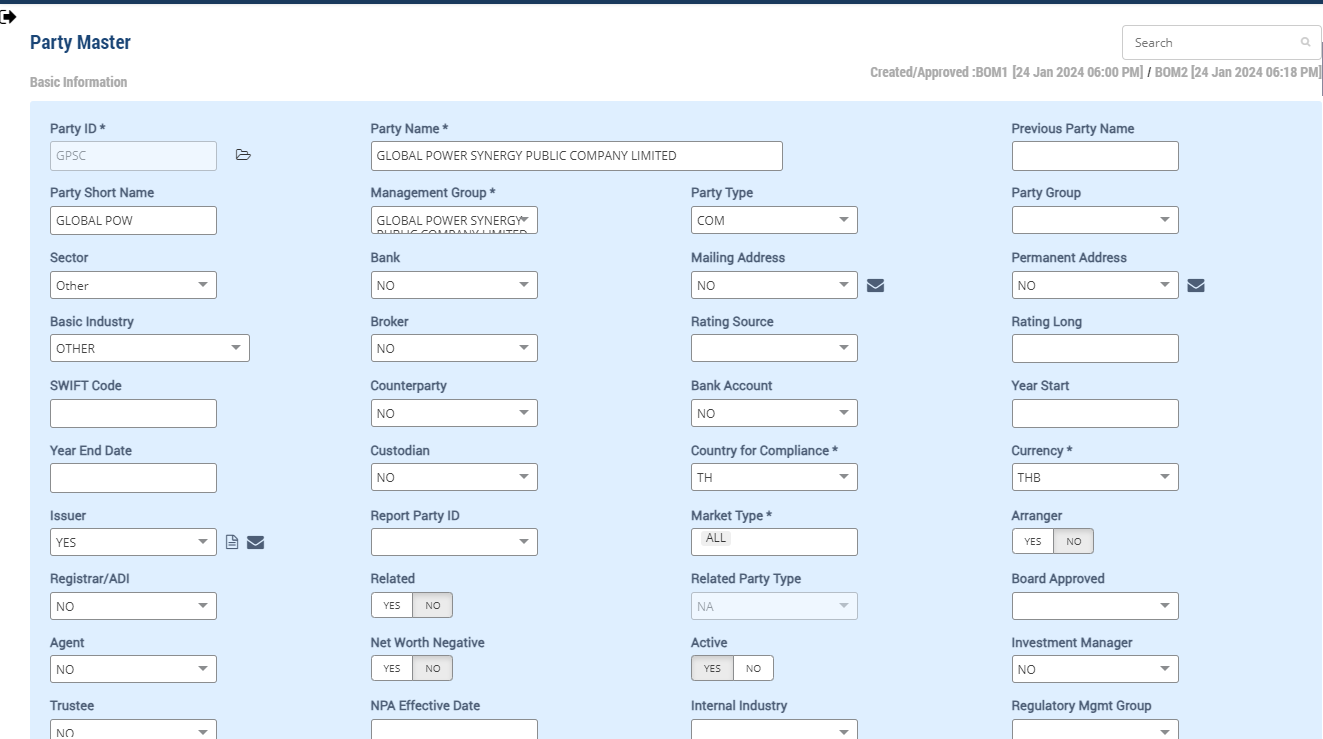 Party Master
Search
Basic Information
Created/Approved :BOM1 [24 Jan 2024 06:00 PM] / BOM2 [24 Jan 2024 06:18 PM]
Party ID * Party Name * Previous Party Name
GPSC GLOBAL POWER SYNERGY PUBLIC COMPANY LIMITED
Party Short Name Management Group * Party Type Party Group
GLOBAL POW GLOBAL POWER SYNERGY COM
PUBLIC COMPANY LIMITED
Sector Bank Mailing Address Permanent Address
Other NO NO NO
Basic Industry Broker Rating Source Rating Long
OTHER NO
SWIFT Code Counterparty Bank Account Year Start
NO NO
Year End Date Custodian Country for Compliance * Currency *
NO TH THB
Issuer Report Party ID Market Type * Arranger
YES ALL YES NO
Registrar/ADI Related Related Party Type Board Approved
NO YES NO NA
Agent Net Worth Negative Active Investment Manager
NO YES NO YES NO NO
Trustee NPA Effective Date Internal Industry Regulatory Mgmt Group
NO